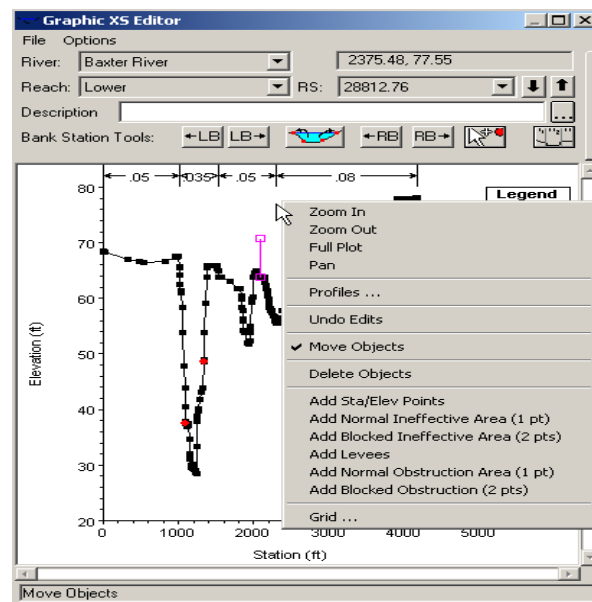 Graphic XS Editor
File Options
River: Baxter River 2375.48, 77.55
Reach: Lower RS: 28812.76
Description ...
Bank Station Tools: ←LB LB→ ←RB RB→
.05 .035 .05 .08
Legend
80
70
60
50
40
30
20
0 1000 2000 3000 4000 5000
Elevation (ft)
Station (ft)
Zoom In
Zoom Out
Full Plot
Pan
Profiles ...
Undo Edits
Move Objects
Delete Objects
Add Sta/Elev Points
Add Normal Ineffective Area (1 pt)
Add Blocked Ineffective Area (2 pts)
Add Levees
Add Normal Obstruction Area (1 pt)
Add Blocked Obstruction (2 pts)
Grid ...
Move Objects